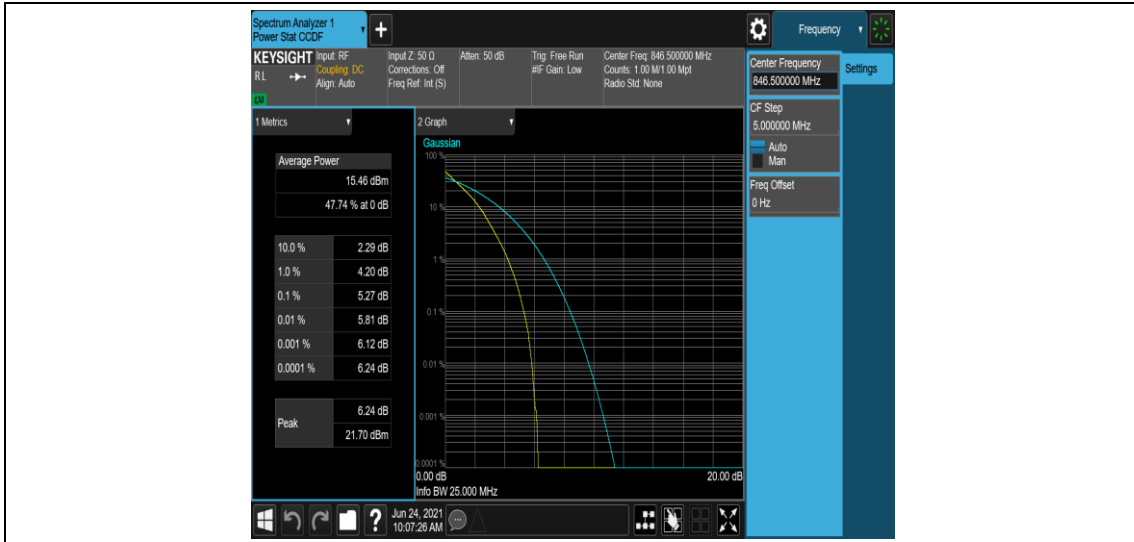 Spectrum Analyzer 1
Power Stat CCDF
Frequency
KEYSIGHT
RL
Input: RF
Coupling: DC
Align: Auto
Input Z: 50 Ω
Corrections: Off
Freq Ref: Int (S)
Atten: 50 dB
Trig: Free Run
#IF Gain: Low
Center Freq: 846.500000 MHz
Counts: 1.00 M/1.00 Mpt
Radio Std: None
Center Frequency
846.500000 MHz
Settings
CF Step
5.000000 MHz
Auto
Man
Freq Offset
0 Hz
1 Metrics
Average Power
15.46 dBm
47.74 % at 0 dB
10.0 % 2.29 dB
1.0 % 4.20 dB
0.1 % 5.27 dB
0.01 % 5.81 dB
0.001 % 6.12 dB
0.0001 % 6.24 dB
Peak
6.24 dB
21.70 dBm
2 Graph
Gaussian
100 %
10 %
1 %
0.1 %
0.01 %
0.001 %
0.0001 %
0.00 dB 20.00 dB
Info BW 25.000 MHz
?
Jun 24, 2021
10:07:26 AM